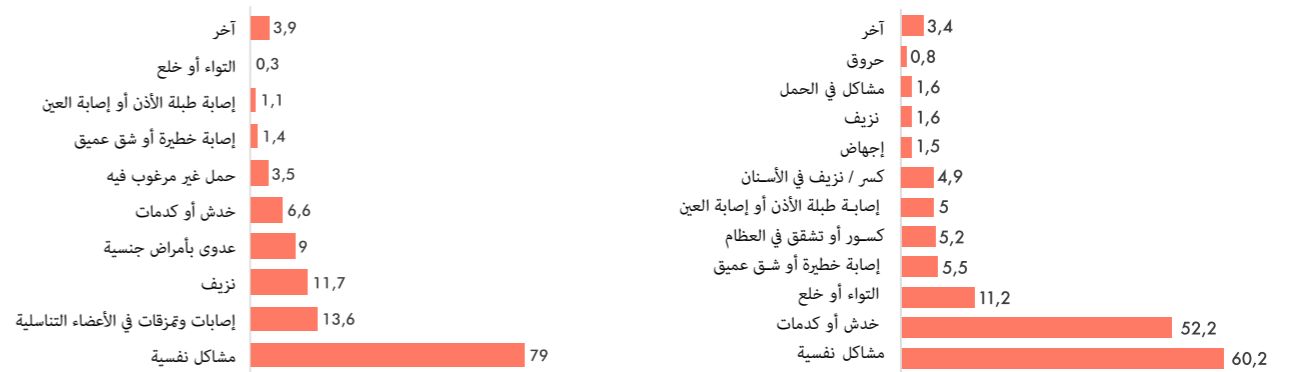 آخر 3,4
حروق 0,8
مشاكل في الحمل 1,6
نزيف 1,6
إجهاض 1,5
كسر / نزيف في الأسنان 4,9
إصابة طبلة الأذن أو إصابة العين 5
كسور أو تشقق في العظام 5,2
إصابة خطيرة أو شق عميق 5,5
التواء أو خلع 11,2
خدش أو كدمات 52,2
مشاكل نفسية 60,2
آخر 3,9
التواء أو خلع 0,3
إصابة طبلة الأذن أو إصابة العين 1,1
إصابة خطيرة أو شق عميق 1,4
حمل غير مرغوب فيه 3,5
خدش أو كدمات 6,6
عدوى بأمراض جنسية 9
نزيف 11,7
إصابات وتمزقات في الأعضاء التناسلية 13,6
مشاكل نفسية 79